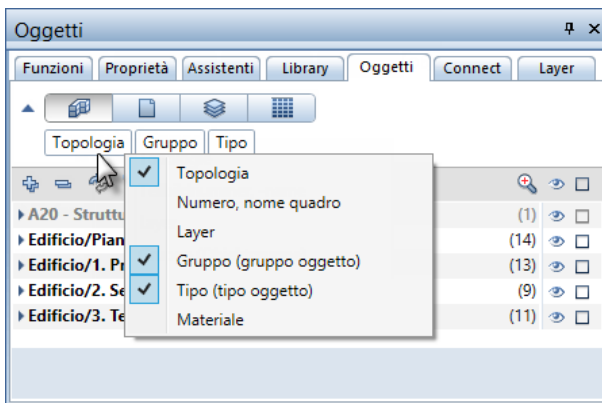 Oggetti
Funzioni Proprietà Assistenti Library Oggetti Connect Layer
Topologia Gruppo Tipo
Topologia
Numero, nome quadro
Layer
Gruppo (gruppo oggetto)
Tipo (tipo oggetto)
Materiale
A20 - Struttu (1)
Edificio/Pian (14)
Edificio/1. Pr (13)
Edificio/2. Se (9)
Edificio/3. Te (11)